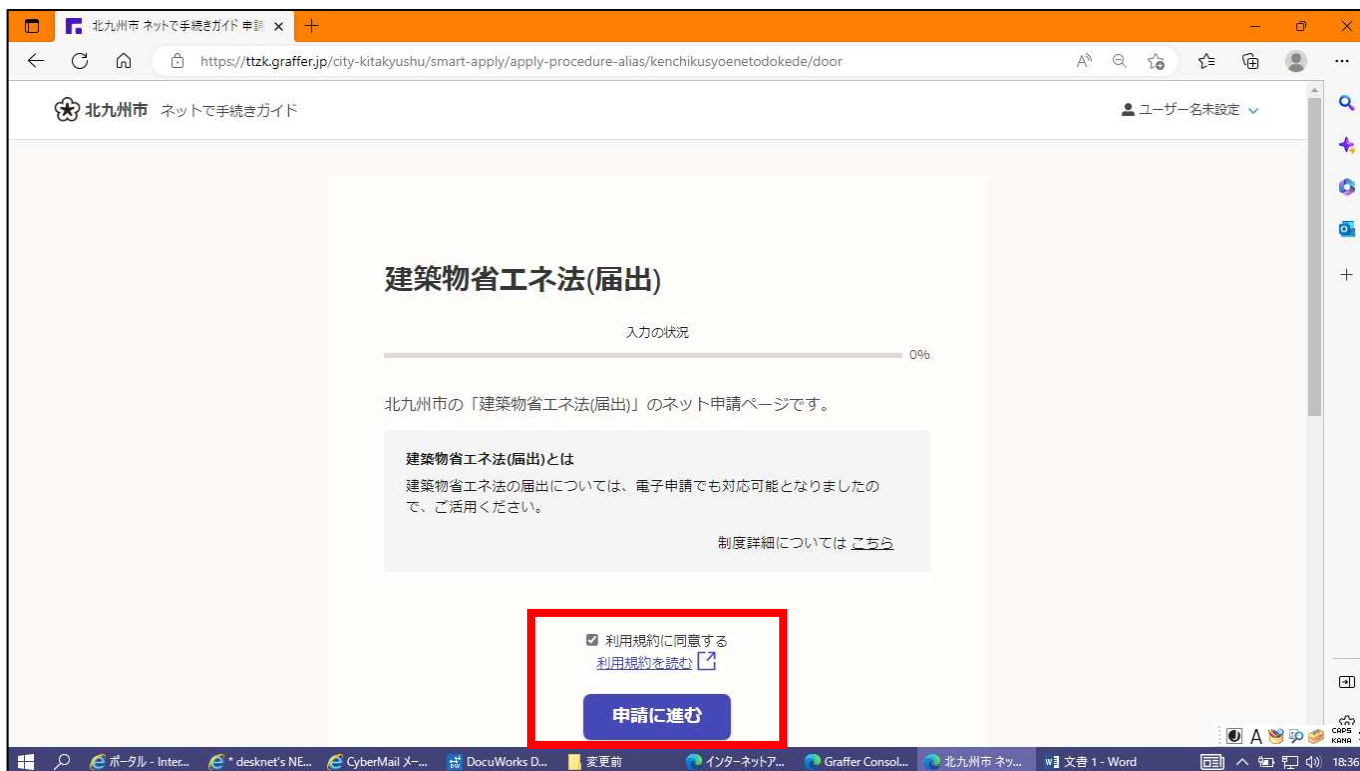 北九州市 ネットで手続きガイド 申請
https://ttzk.graffer.jp/city-kitakyushu/smart-apply/apply-procedure-alias/kenchikusyoenetodokede/door
北九州市 ネットで手続きガイド
ユーザー名未設定
建築物省エネ法(届出)
入力の状況
0%
北九州市の「建築物省エネ法(届出)」のネット申請ページです。
建築物省エネ法(届出)とは
建築物省エネ法の届出については、電子申請でも対応可能となりましたの
で、ご活用ください。
制度詳細については こちら
利用規約に同意する
利用規約を読む
申請に進む
A
CAPS
KANA
ポータル - Inter...
* desknet's NE...
CyberMail メー...
DocuWorks D...
変更前
インターネットア...
Graffer Consol...
北九州市 ネッ...
文書 1 - Word
18:36